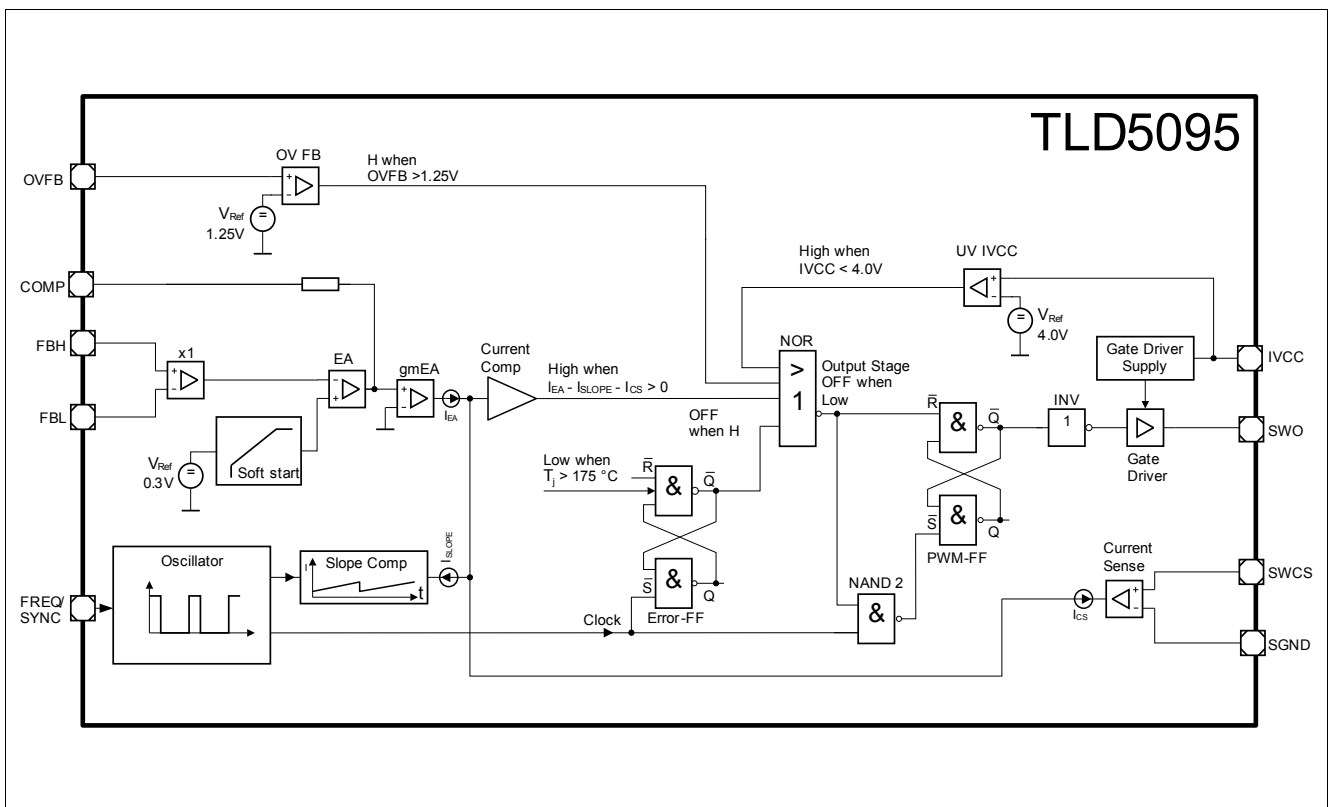 TLD5095
OVFB
OV FB
+
-
=
VRef
1.25V
H when
OVFB >1.25V
High when
IVCC < 4.0V
UV IVCC
+
-
=
VRef
4.0V
COMP
FBH
FBL
x1
+
-
EA
-
+
gmEA
+
-
IEA
Current
Comp
High when
IEA - ISLOPE - ICS > 0
NOR
>
1
Output Stage
OFF when
Low
OFF
when H
Gate Driver
Supply
IVCC
R̅
&
Q̅
INV
1
Gate
Driver
SWO
VRef
0.3V
=
Soft start
Low when
Tj > 175 °C
R̅
&
Q̅
S̅
&
Q
PWM-FF
Oscillator
Slope Comp
I
t
ISLOPE
S̅
&
Q
Error-FF
NAND 2
&
Current
Sense
+
-
ICS
SWCS
SGND
FREQ/
SYNC
Clock